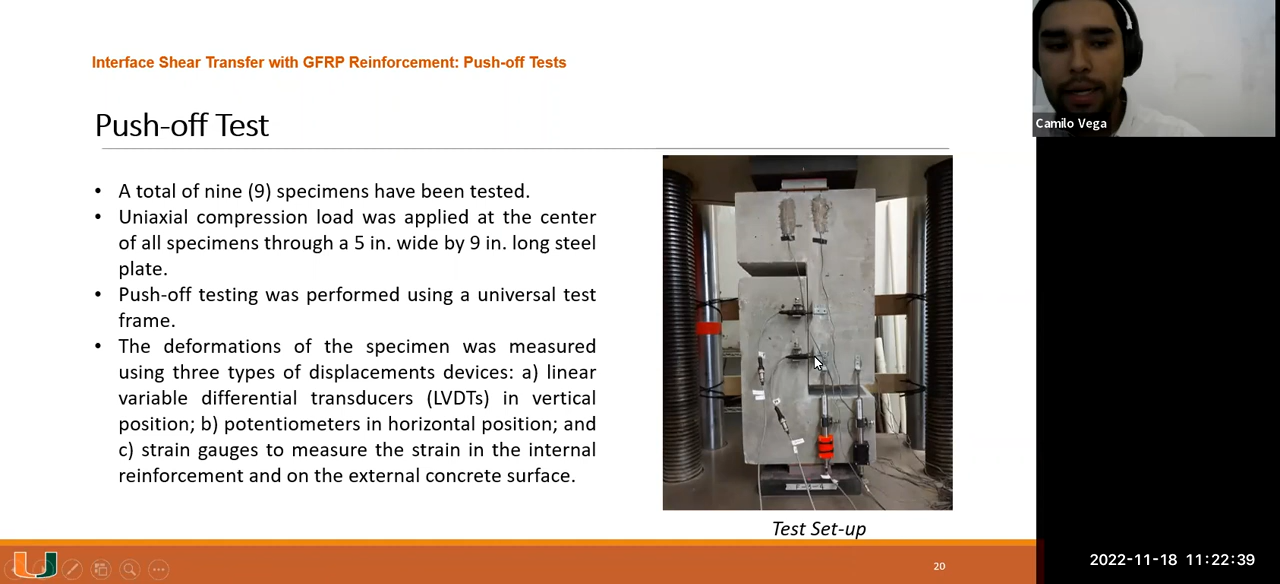 Interface Shear Transfer with GFRP Reinforcement: Push-off Tests
Push-off Test
• A total of nine (9) specimens have been tested.
• Uniaxial compression load was applied at the center
of all specimens through a 5 in. wide by 9 in. long steel
plate.
• Push-off testing was performed using a universal test
frame.
• The deformations of the specimen was measured
using three types of displacements devices: a) linear
variable differential transducers (LVDTs) in vertical
position; b) potentiometers in horizontal position; and
c) strain gauges to measure the strain in the internal
reinforcement and on the external concrete surface.
Test Set-up
20
Camilo Vega
2022-11-18 11:22:39